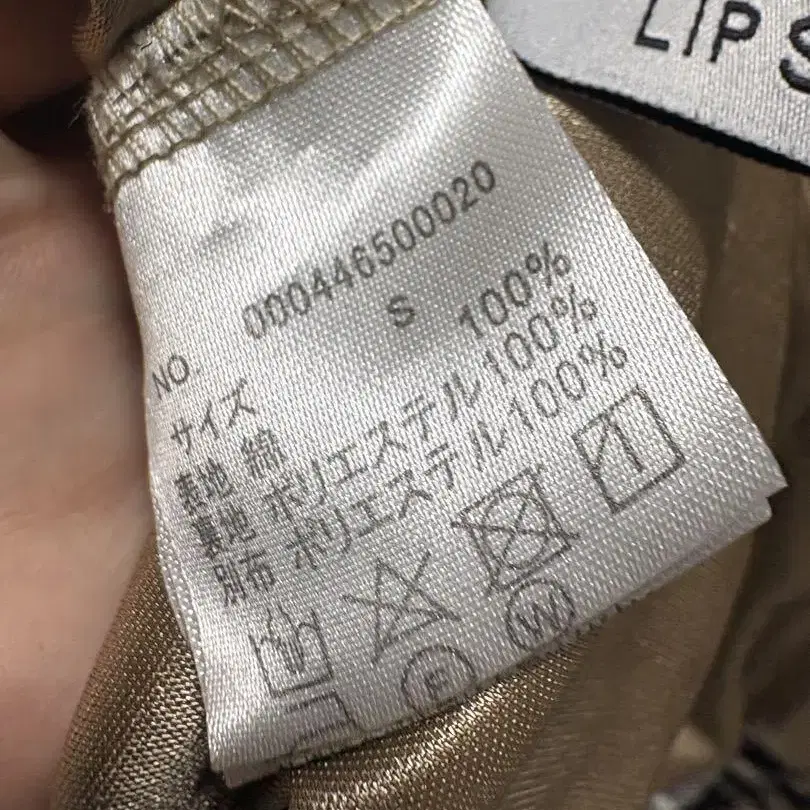 LIP S
NO. 000446500020
サイズ S
表地 綿 100%
裏地 ポリエステル100%
別布 ポリエステル100%
F W